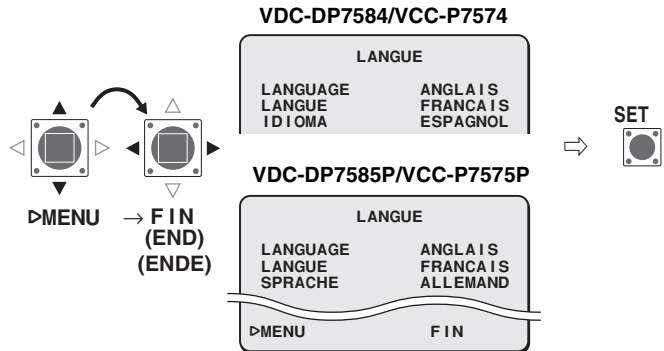 VDC-DP7584/VCC-P7574
LANGUE
LANGUAGE ANGLAIS
LANGUE FRANCAIS
IDIOMA ESPAGNOL
SET
▷MENU → FIN
(END)
(ENDE)
VDC-DP7585P/VCC-P7575P
LANGUE
LANGUAGE ANGLAIS
LANGUE FRANCAIS
SPRACHE ALLEMAND
▷MENU FIN